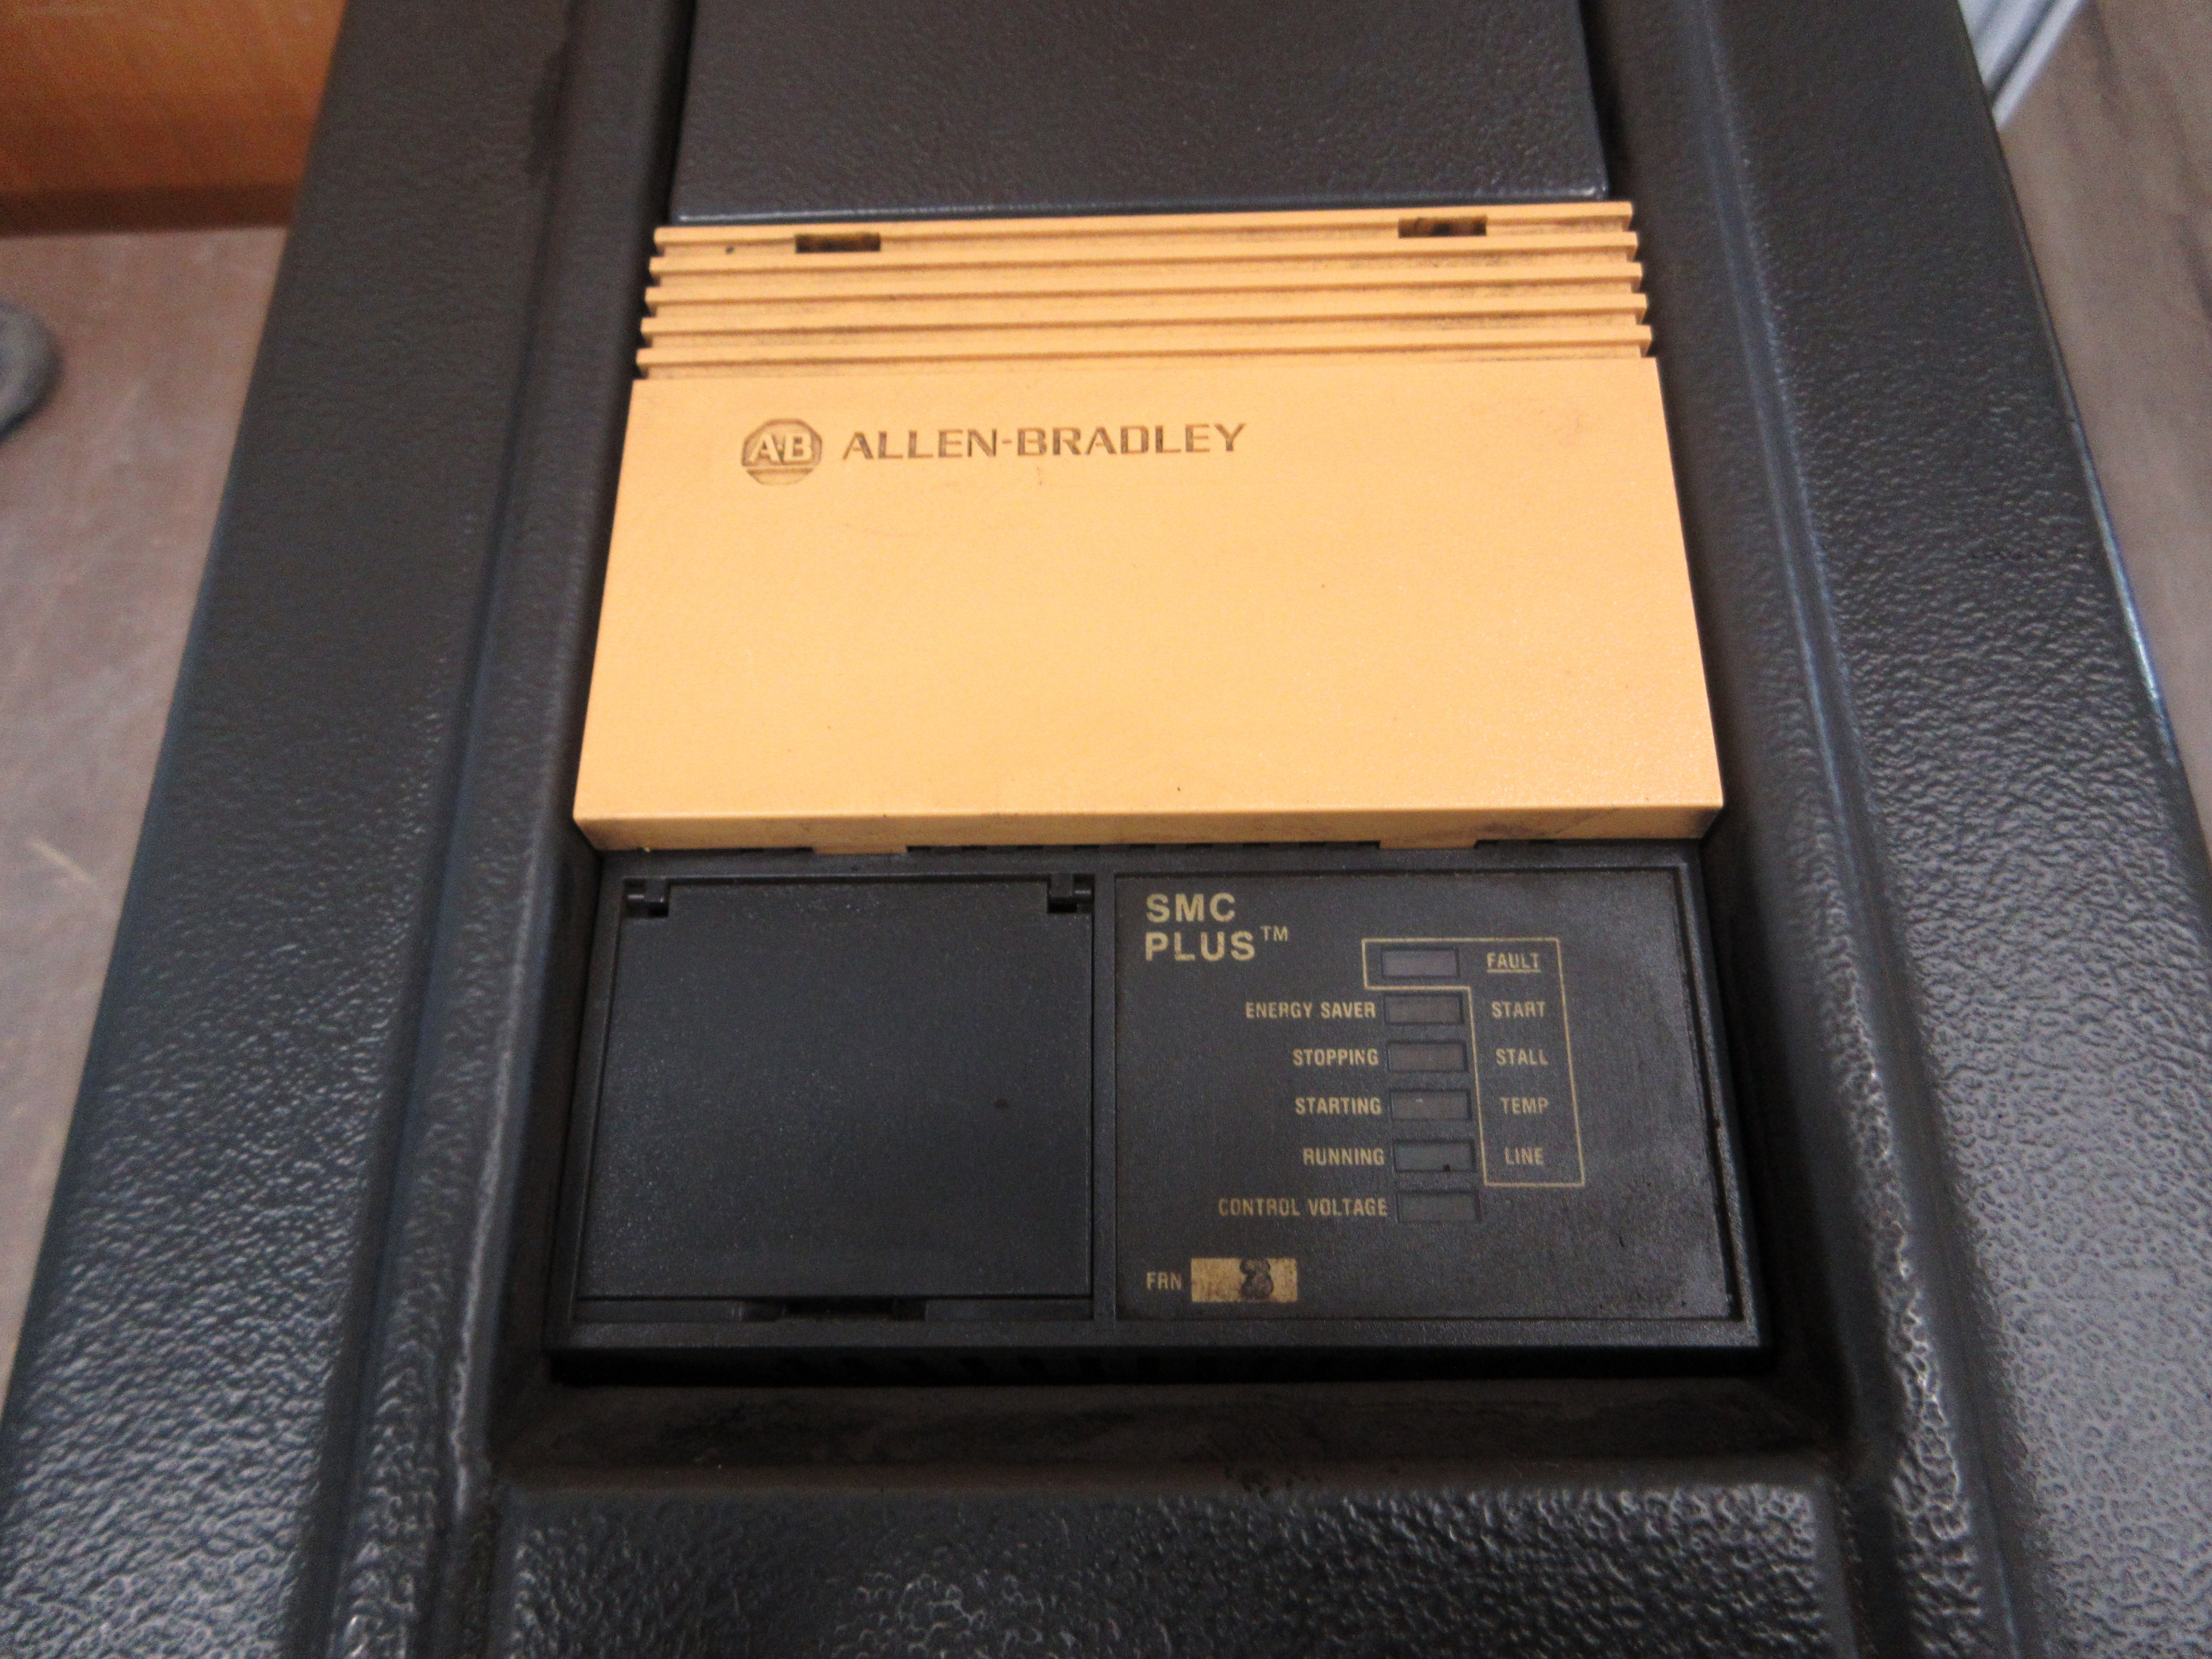 AB ALLEN-BRADLEY
SMC
PLUS™
FAULT
ENERGY SAVER START
STOPPING STALL
STARTING TEMP
RUNNING LINE
CONTROL VOLTAGE
FRN